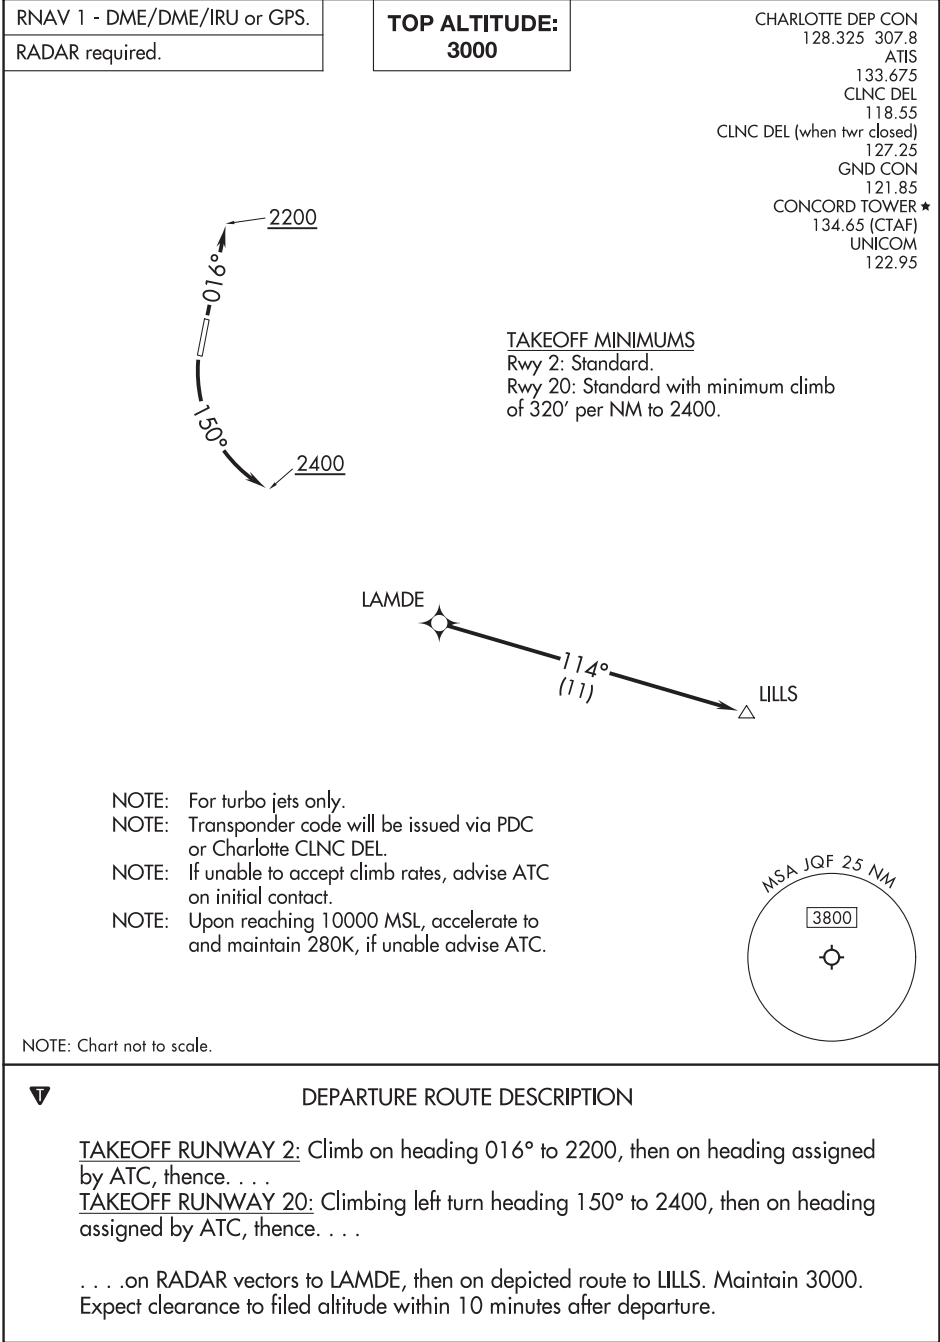 RNAV 1 - DME/DME/IRU or GPS.
RADAR required.
TOP ALTITUDE:
3000
CHARLOTTE DEP CON
128.325 307.8
ATIS
133.675
CLNC DEL
118.55
CLNC DEL (when twr closed)
127.25
GND CON
121.85
CONCORD TOWER ★
134.65 (CTAF)
UNICOM
122.95
2200
016°
150°
2400
TAKEOFF MINIMUMS
Rwy 2: Standard.
Rwy 20: Standard with minimum climb
of 320' per NM to 2400.
LAMDE
114°
(11)
LILLS
NOTE: For turbo jets only.
NOTE: Transponder code will be issued via PDC
or Charlotte CLNC DEL.
NOTE: If unable to accept climb rates, advise ATC
on initial contact.
NOTE: Upon reaching 10000 MSL, accelerate to
and maintain 280K, if unable advise ATC.
MSA JQF 25 NM
3800
NOTE: Chart not to scale.
T
DEPARTURE ROUTE DESCRIPTION
TAKEOFF RUNWAY 2: Climb on heading 016° to 2200, then on heading assigned
by ATC, thence. . . .
TAKEOFF RUNWAY 20: Climbing left turn heading 150° to 2400, then on heading
assigned by ATC, thence. . . .
. . . .on RADAR vectors to LAMDE, then on depicted route to LILLS. Maintain 3000.
Expect clearance to filed altitude within 10 minutes after departure.